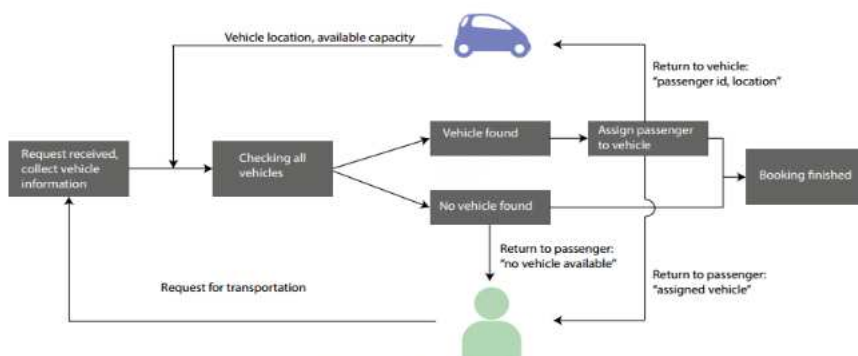 Vehicle location, available capacity
Return to vehicle:
"passenger id, location"
Request received,
collect vehicle
information
Checking all
vehicles
Vehicle found
Assign passenger
to vehicle
No vehicle found
Booking finished
Return to passenger:
"no vehicle available"
Request for transportation
Return to passenger:
"assigned vehicle"